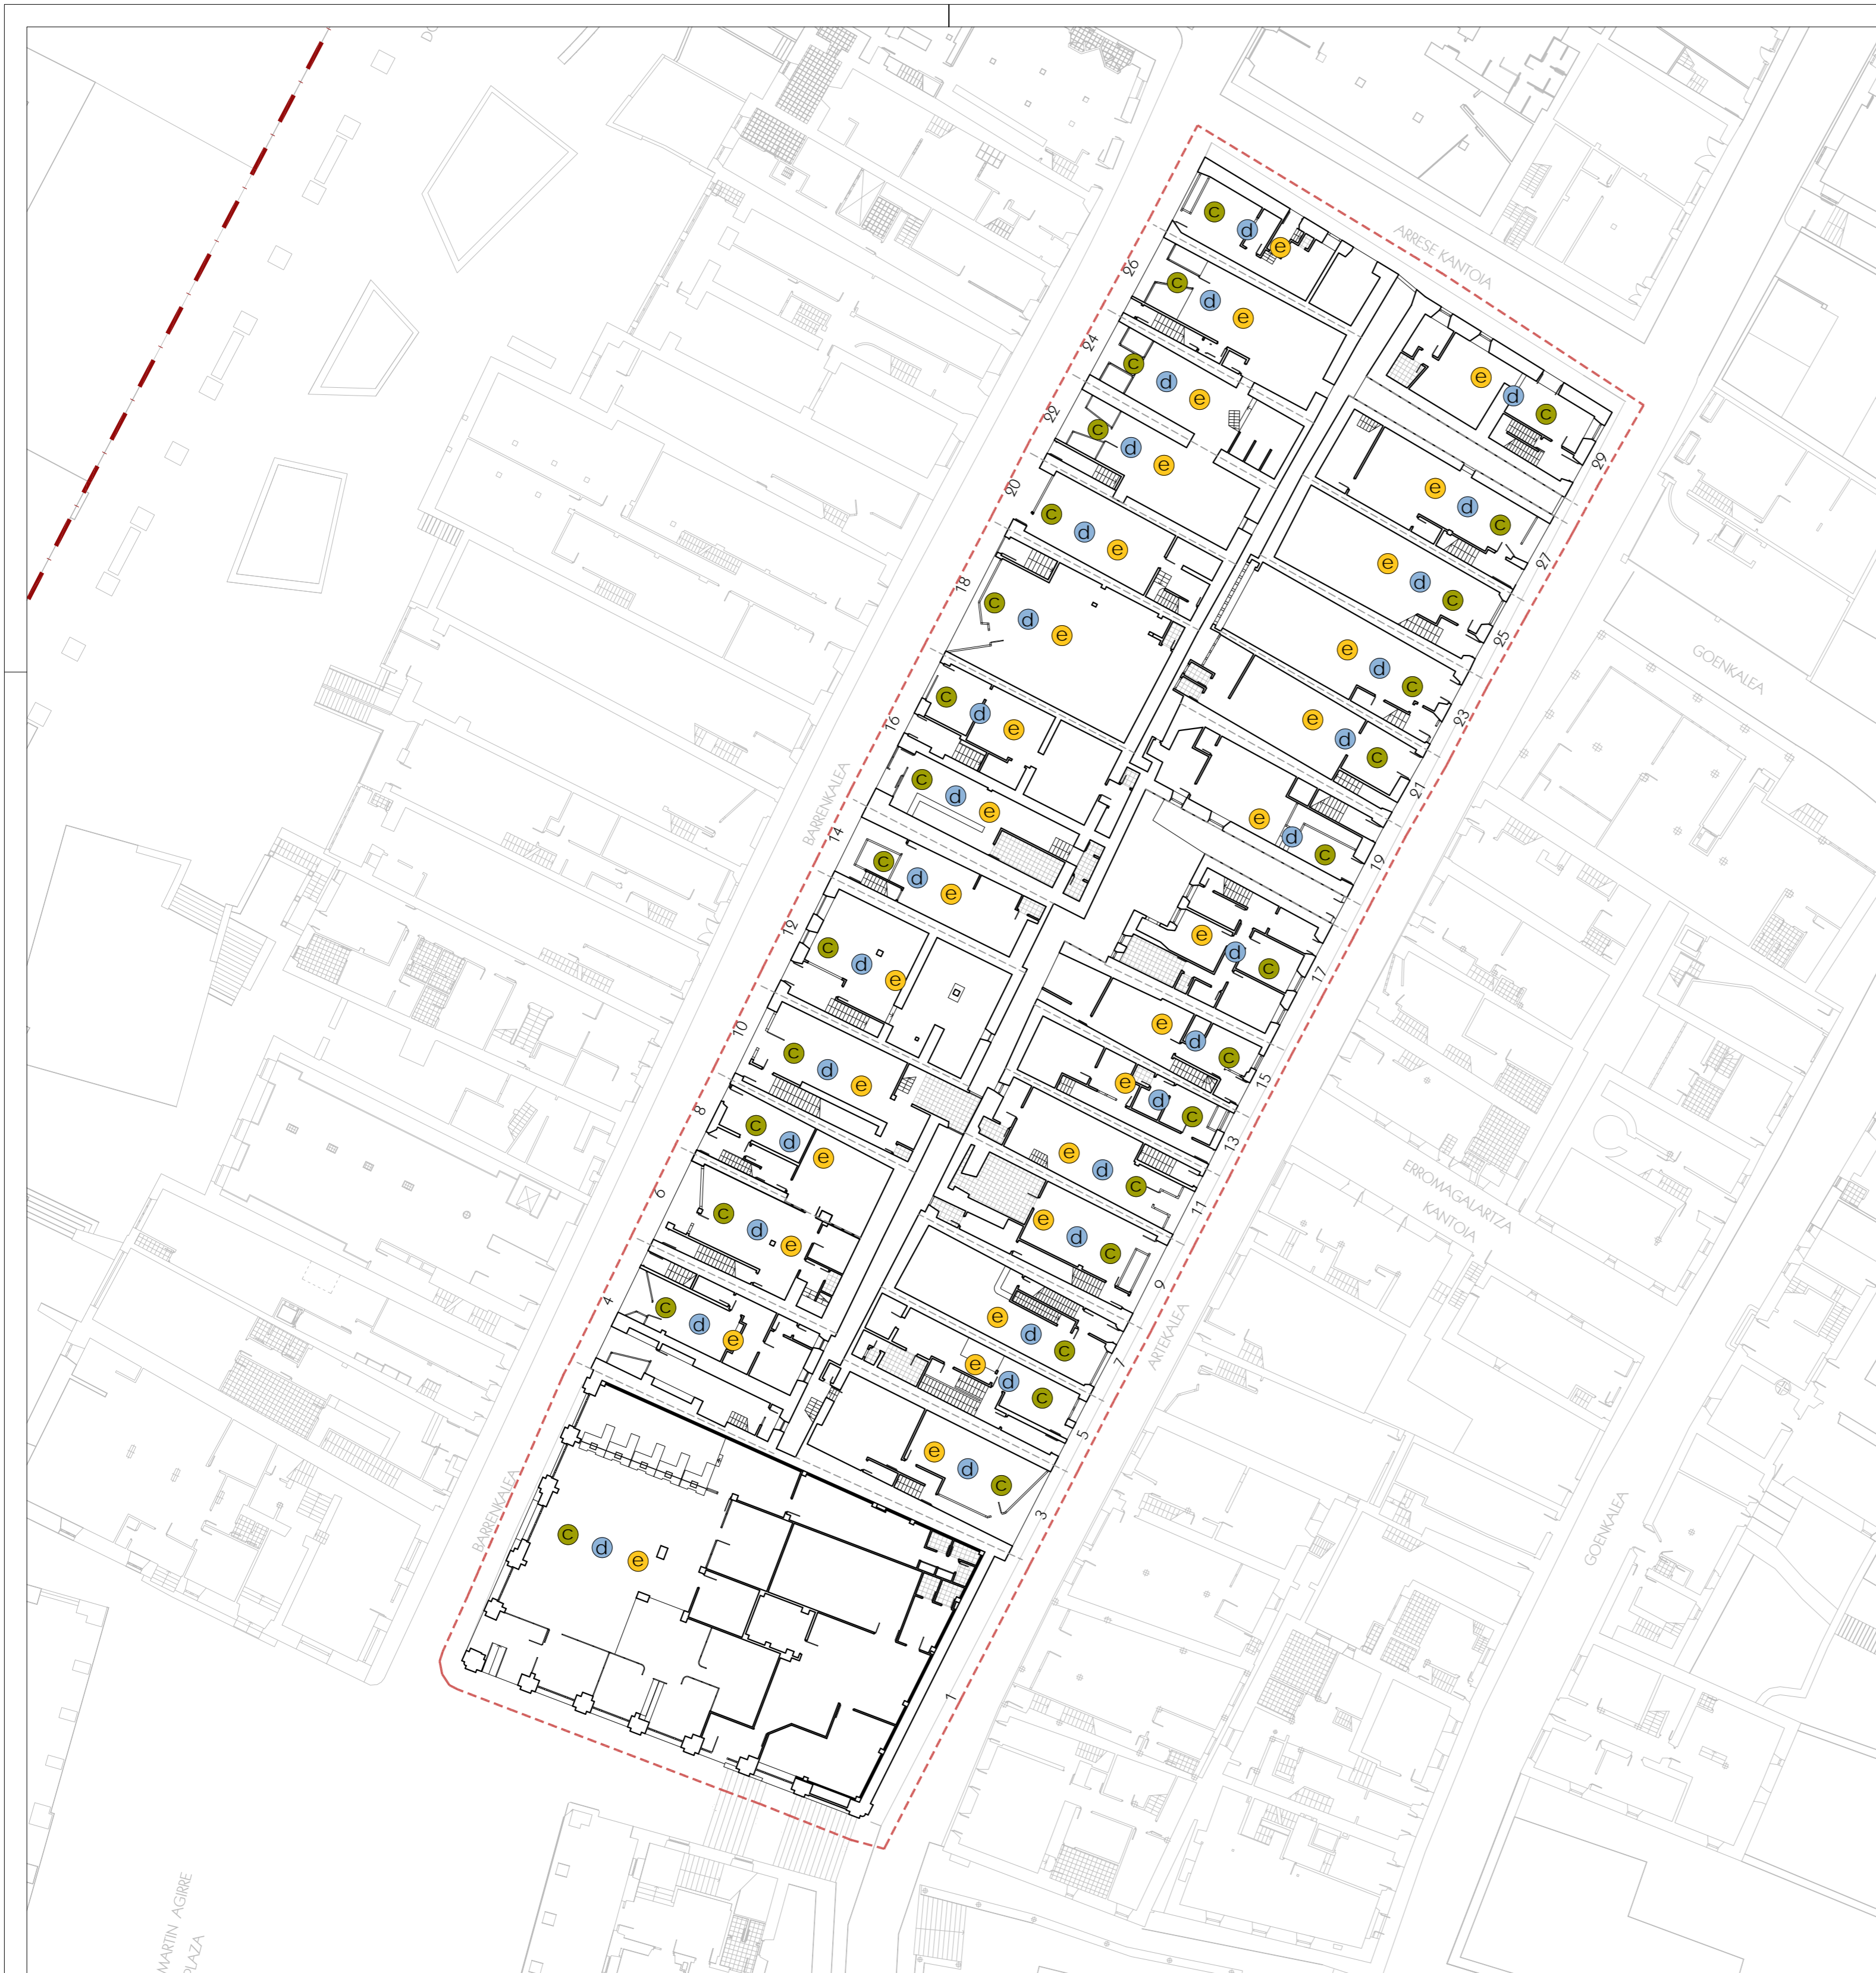 ARRESE KANTOIA
c d e
26
c d e
24
c d e
22
c d e
20
c d e
18
c d e
16
c d e
c d e
BARRENKALEA
14
c d e
12
c d e
10
c d e
8
c d e
6
c d e
4
c d e
BARRENKALEA
c d e
e d c
29
e d c
27
e d c
25
e d c
23
e d c
21
e d c
19
e d c
17
e d c
15
e d c
13
e d c
11
e d c
9
e d c
7
e d c
5
e d c
3
1
ARTEKALEA
GOENKALEA
ERROMAGALARTZA
KANTOIA
GOENKALEA
MARTIN AGIRRE
PLAZA